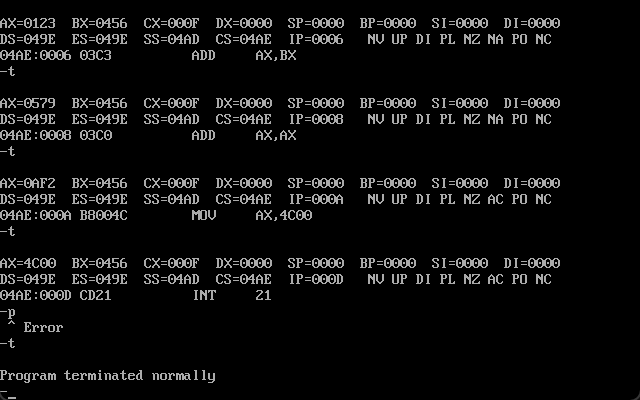 AX=0123  BX=0456  CX=000F  DX=0000  SP=0000  BP=0000  SI=0000  DI=0000
DS=049E  ES=049E  SS=04AD  CS=04AE  IP=0006   NV UP DI PL NZ NA PO NC
04AE:0006 03C3          ADD     AX,BX
-t
AX=0579  BX=0456  CX=000F  DX=0000  SP=0000  BP=0000  SI=0000  DI=0000
DS=049E  ES=049E  SS=04AD  CS=04AE  IP=0008   NV UP DI PL NZ NA PO NC
04AE:0008 03C0          ADD     AX,AX
-t
AX=0AF2  BX=0456  CX=000F  DX=0000  SP=0000  BP=0000  SI=0000  DI=0000
DS=049E  ES=049E  SS=04AD  CS=04AE  IP=000A   NV UP DI PL NZ AC PO NC
04AE:000A B8004C        MOV     AX,4C00
-t
AX=4C00  BX=0456  CX=000F  DX=0000  SP=0000  BP=0000  SI=0000  DI=0000
DS=049E  ES=049E  SS=04AD  CS=04AE  IP=000D   NV UP DI PL NZ AC PO NC
04AE:000D CD21          INT     21
-p
 ^ Error
-t
Program terminated normally
-_